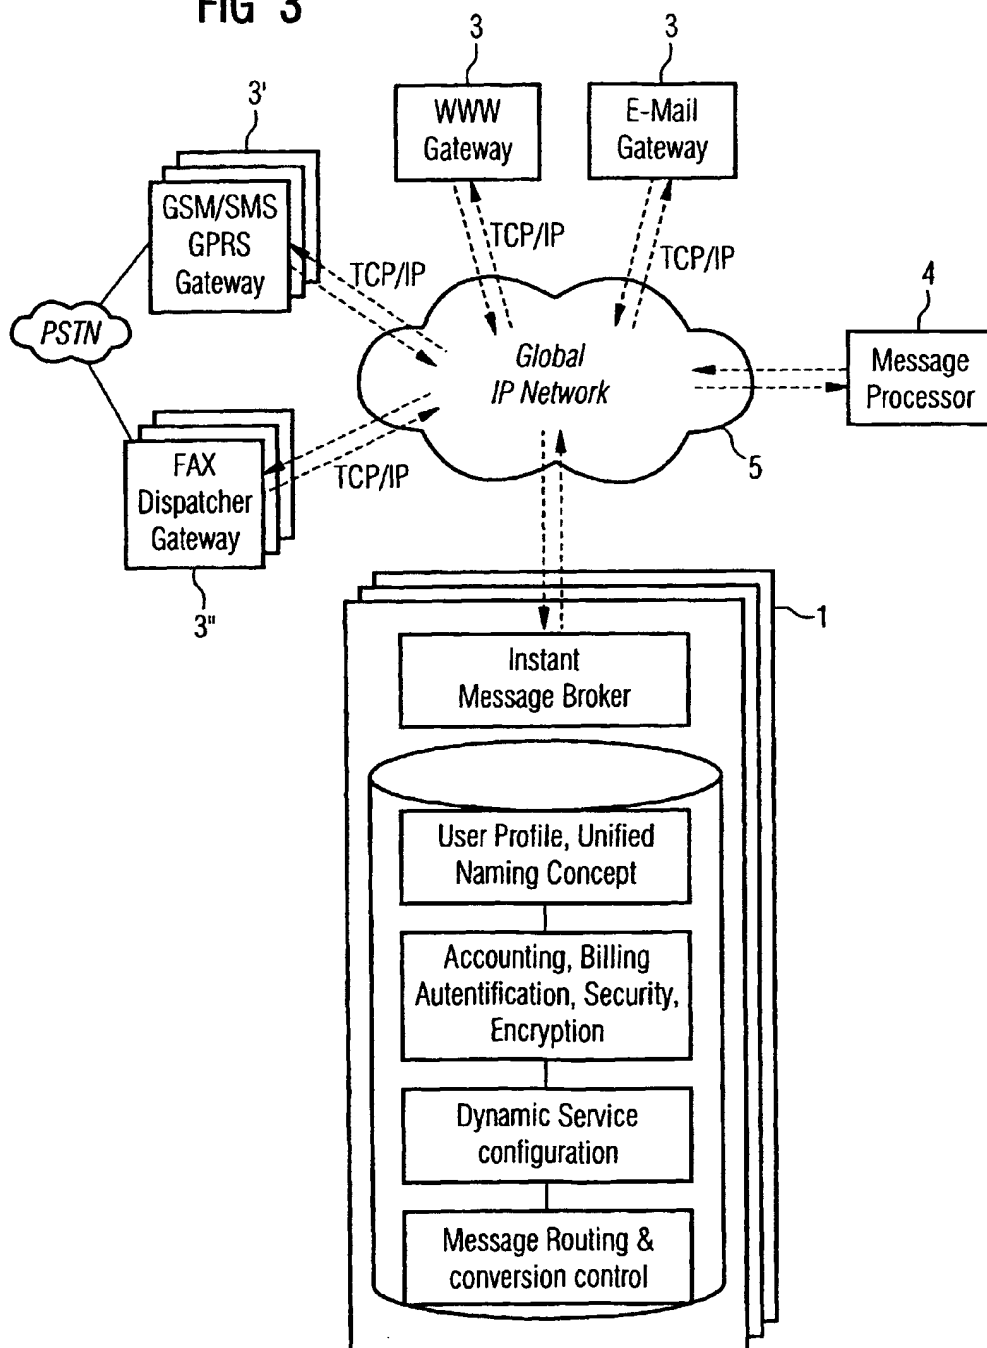 FIG 3
3
3
3'
WWW
Gateway
E-Mail
Gateway
GSM/SMS
GPRS
Gateway
TCP/IP
TCP/IP
TCP/IP
4
PSTN
Global
IP Network
Message
Processor
FAX
Dispatcher
Gateway
TCP/IP
5
3"
1
Instant
Message Broker
User Profile, Unified
Naming Concept
Accounting, Billing
Autentification, Security,
Encryption
Dynamic Service
configuration
Message Routing &
conversion control